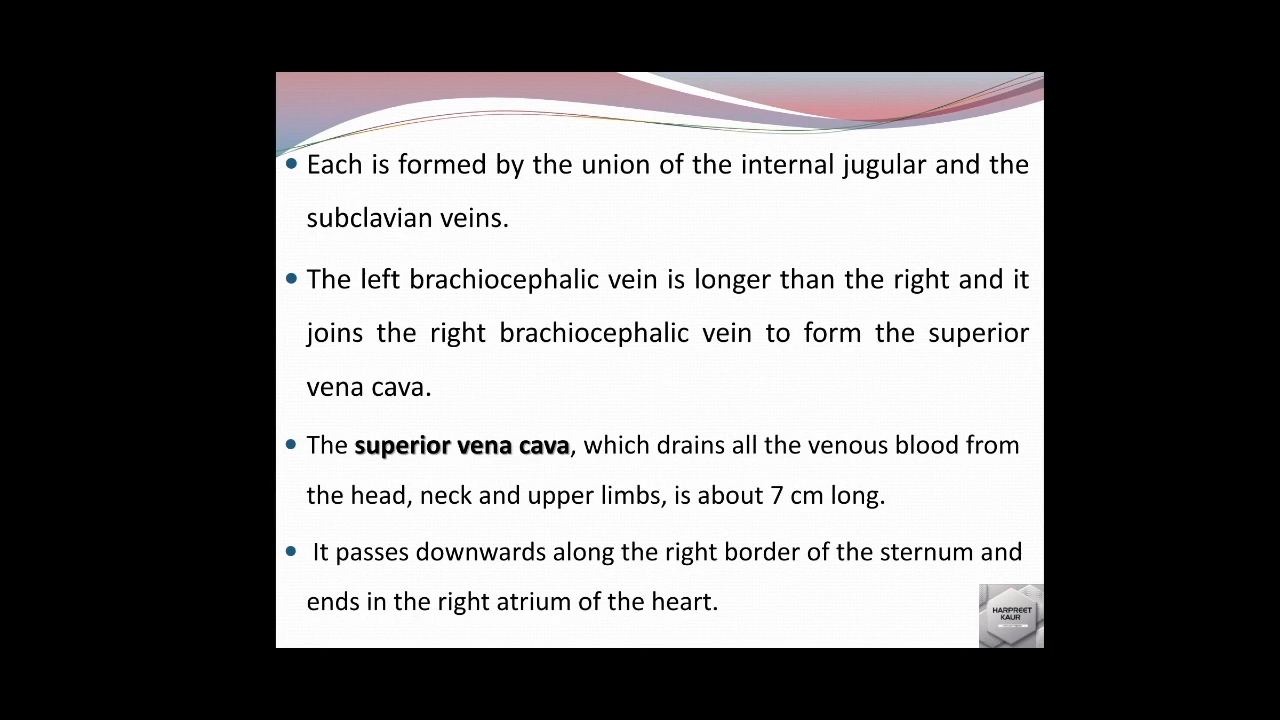 • Each is formed by the union of the internal jugular and the
subclavian veins.
• The left brachiocephalic vein is longer than the right and it
joins the right brachiocephalic vein to form the superior
vena cava.
• The superior vena cava, which drains all the venous blood from
the head, neck and upper limbs, is about 7 cm long.
• It passes downwards along the right border of the sternum and
ends in the right atrium of the heart.
HARPREET
KAUR